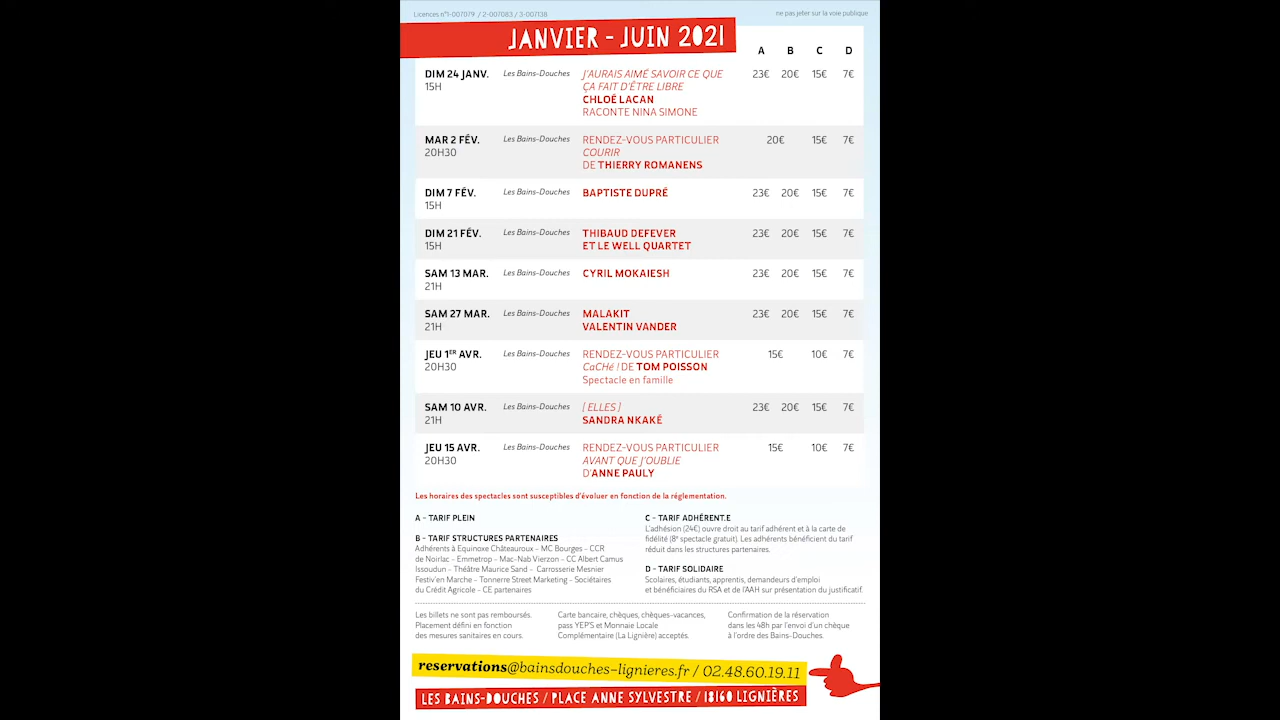 Licences n°1-007079 / 2-007083 / 3-007138
ne pas jeter sur la voie publique
JANVIER - JUIN 2021
A B C D
DIM 24 JANV. Les Bains-Douches J'AURAIS AIMÉ SAVOIR CE QUE 23€ 20€ 15€ 7€
15H ÇA FAIT D'ÊTRE LIBRE
CHLOÉ LACAN
RACONTE NINA SIMONE
MAR 2 FÉV. Les Bains-Douches RENDEZ-VOUS PARTICULIER 20€ 15€ 7€
20H30 COURIR
DE THIERRY ROMANENS
DIM 7 FÉV. Les Bains-Douches BAPTISTE DUPRÉ 23€ 20€ 15€ 7€
15H
DIM 21 FÉV. Les Bains-Douches THIBAUD DEFEVER 23€ 20€ 15€ 7€
15H ET LE WELL QUARTET
SAM 13 MAR. Les Bains-Douches CYRIL MOKAIESH 23€ 20€ 15€ 7€
21H
SAM 27 MAR. Les Bains-Douches MALAKIT 23€ 20€ 15€ 7€
21H VALENTIN VANDER
JEU 1ER AVR. Les Bains-Douches RENDEZ-VOUS PARTICULIER 15€ 10€ 7€
20H30 CaCHé ! DE TOM POISSON
Spectacle en famille
SAM 10 AVR. Les Bains-Douches [ ELLES ] 23€ 20€ 15€ 7€
21H SANDRA NKAKÉ
JEU 15 AVR. Les Bains-Douches RENDEZ-VOUS PARTICULIER 15€ 10€ 7€
20H30 AVANT QUE J'OUBLIE
D'ANNE PAULY
Les horaires des spectacles sont susceptibles d'évoluer en fonction de la réglementation.
A - TARIF PLEIN
B - TARIF STRUCTURES PARTENAIRES
Adhérents à Equinoxe Châteauroux - MC Bourges - CCR
de Noirlac - Emmetrop - Mac-Nab Vierzon - CC Albert Camus
Issoudun - Théâtre Maurice Sand - Carrosserie Mesnier
Festiv'en Marche - Tonnerre Street Marketing - Sociétaires
du Crédit Agricole - CE partenaires
C - TARIF ADHÉRENT.E
L'adhésion (24€) ouvre droit au tarif adhérent et à la carte de
fidélité (8e spectacle gratuit). Les adhérents bénéficient du tarif
réduit dans les structures partenaires.
D - TARIF SOLIDAIRE
Scolaires, étudiants, apprentis, demandeurs d'emploi
et bénéficiaires du RSA et de l'AAH sur présentation du justificatif.
Les billets ne sont pas remboursés.
Placement défini en fonction
des mesures sanitaires en cours.
Carte bancaire, chèques, chèques-vacances,
pass YEP'S et Monnaie Locale
Complémentaire (La Lignière) acceptés.
Confirmation de la réservation
dans les 48h par l'envoi d'un chèque
à l'ordre des Bains-Douches.
reservations@bainsdouches-lignieres.fr / 02.48.60.19.11
LES BAINS-DOUCHES / PLACE ANNE SYLVESTRE / 18160 LIGNIÈRES